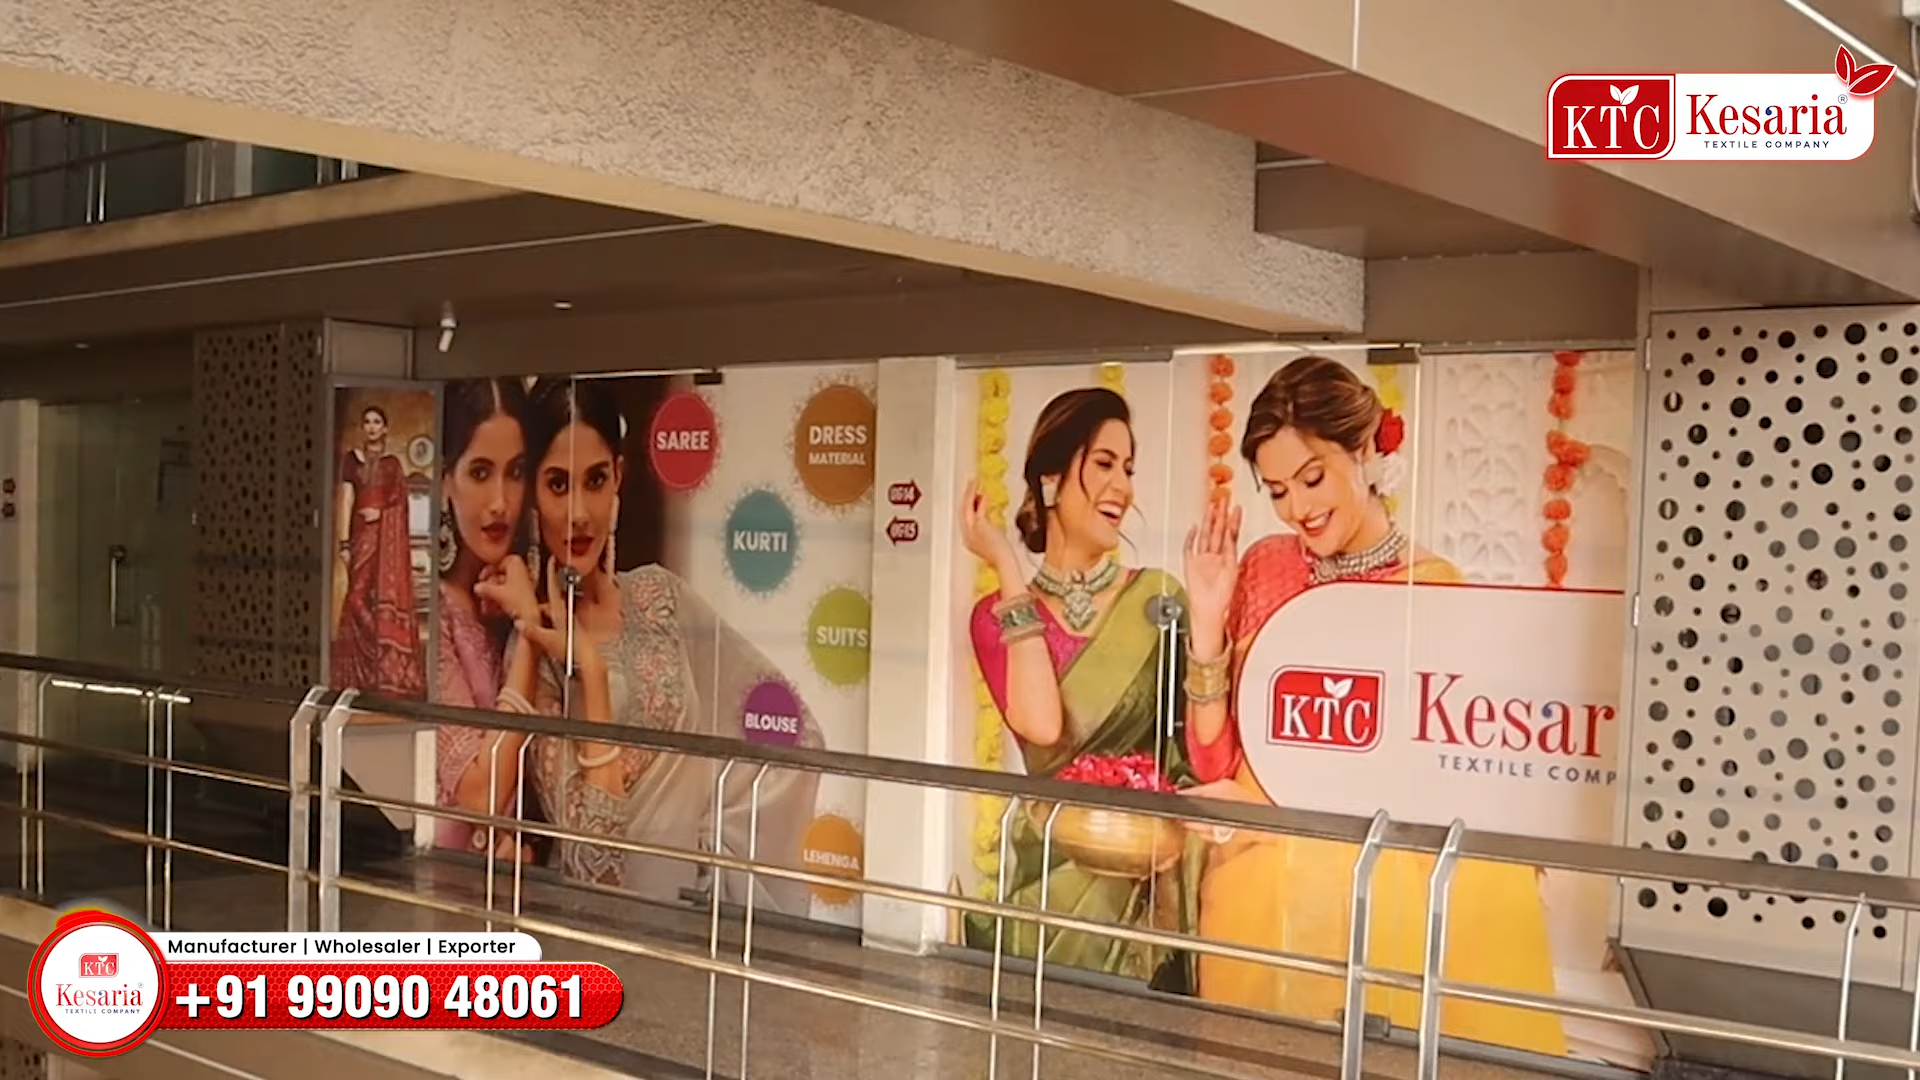 KTC Kesaria®
TEXTILE COMPANY
SAREE
DRESS
MATERIAL
KURTI
SUITS
BLOUSE
LEHENGA
UG14
UG15
KTC Kesar
TEXTILE COMP
Manufacturer | Wholesaler | Exporter
+91 99090 48061
KTC
Kesaria®
TEXTILE COMPANY